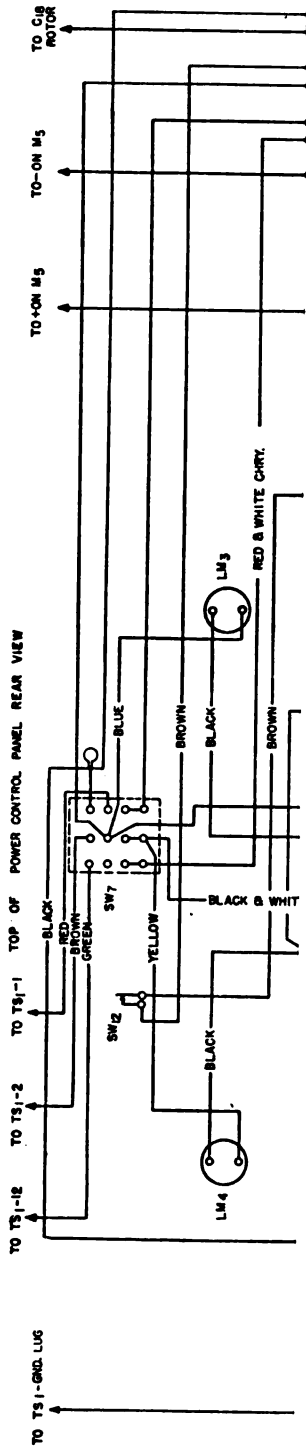 TOP OF POWER CONTROL PANEL REAR VIEW
TO TS1-GND. LUG
TO TS1-12
TO TS1-2
TO TS1-1
TO + ON M5
TO - ON M5
TO C18
ROTOR
BLACK
RED
BROWN
GREEN
SW7
SW12
BLUE
BLACK
YELLOW
BROWN
BLACK
LM4
LM3
BLACK & WHIT
BROWN
RED & WHITE CHRY.